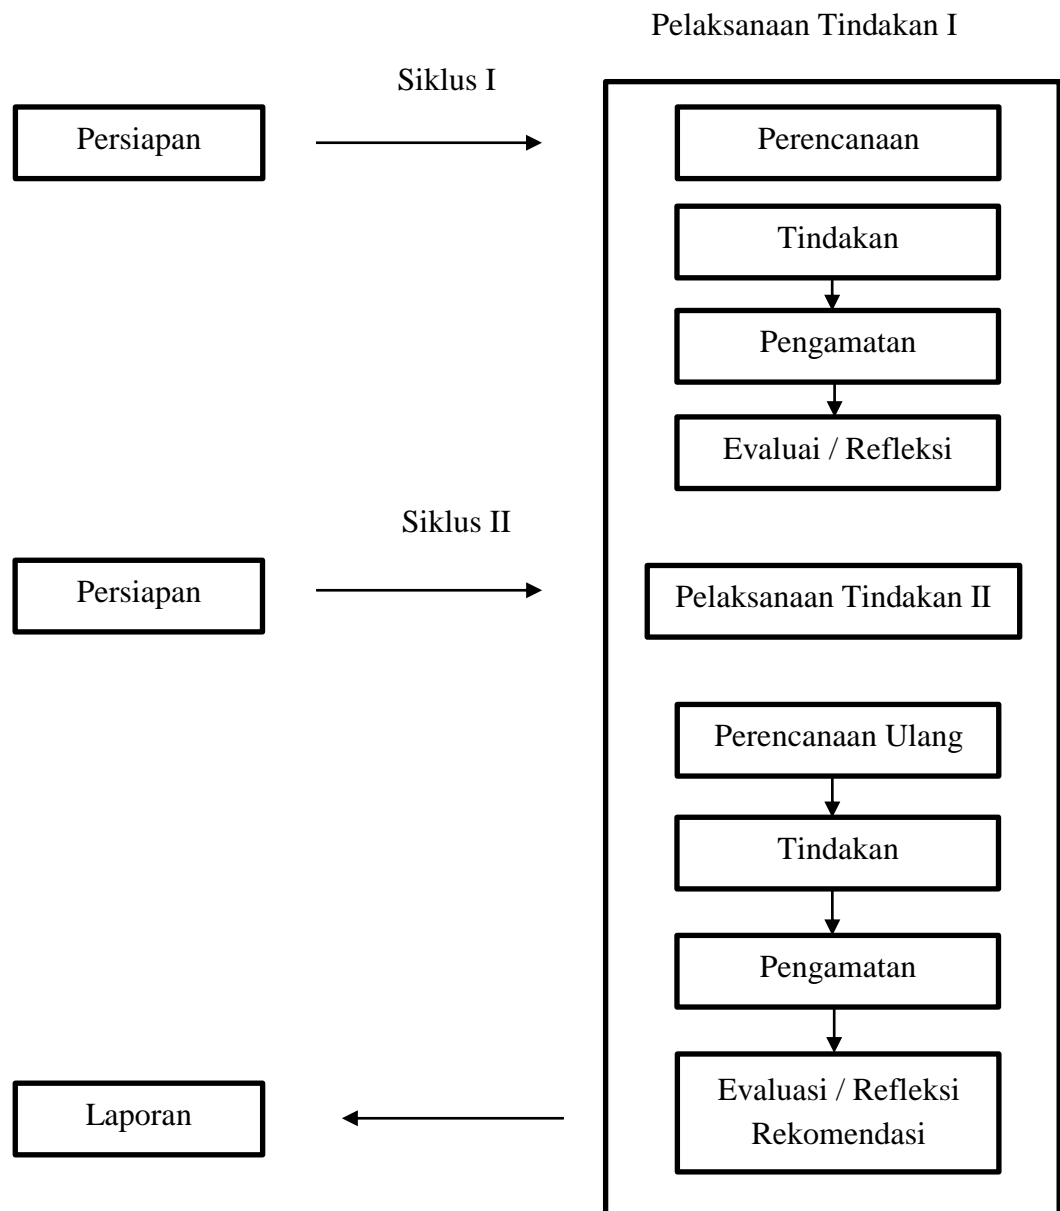 Pelaksanaan Tindakan I
Siklus I
Persiapan
Perencanaan
Tindakan
Pengamatan
Evaluai / Refleksi
Siklus II
Persiapan
Pelaksanaan Tindakan II
Perencanaan Ulang
Tindakan
Pengamatan
Evaluasi / Refleksi
Rekomendasi
Laporan